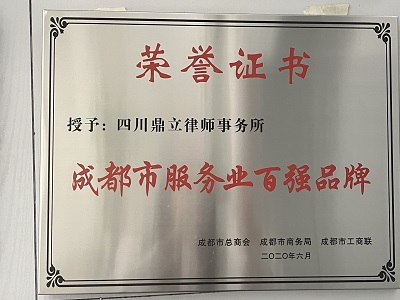 荣誉证书
授予：四川鼎立律师事务所
成都市服务业百强品牌
成都市总商会 成都市商务局 成都市工商联
二〇二〇年六月